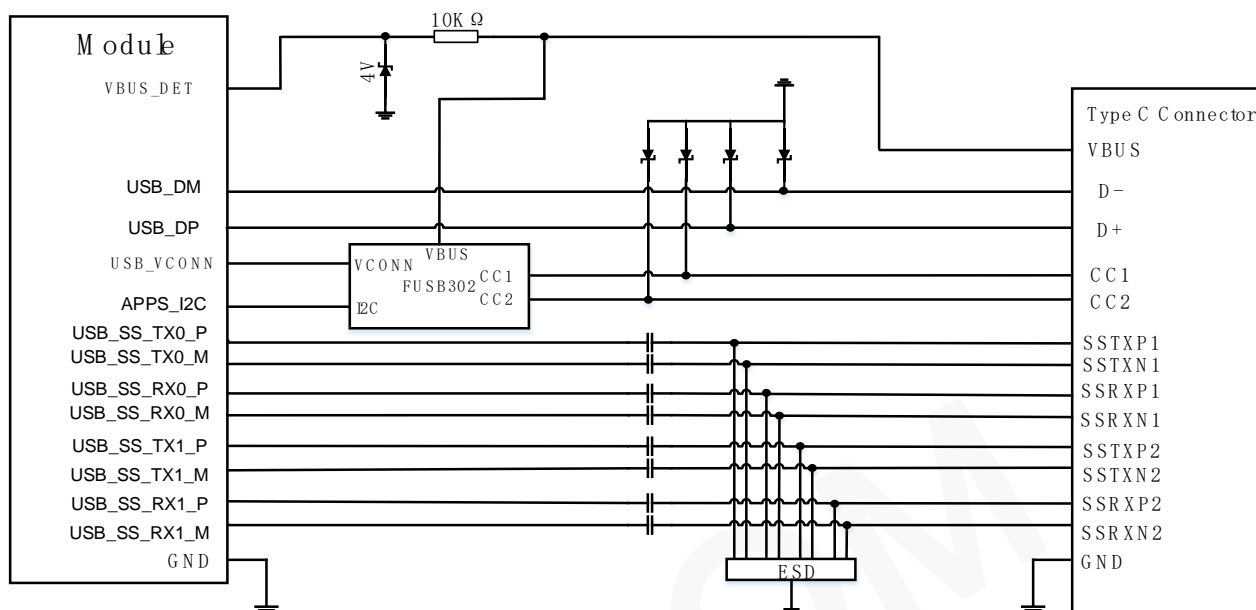 10KΩ
Module
4V
VBUS_DET
Type C Connector
VBUS
USB_DM
D-
USB_DP
D+
USB_VCONN
VCONN
VBUS
FUSB302
CC1
CC2
I2C
CC1
CC2
APPS_I2C
USB_SS_TX0_P
SSTXP1
USB_SS_TX0_M
SSTXN1
USB_SS_RX0_P
SSRXP1
USB_SS_RX0_M
SSRXN1
USB_SS_TX1_P
SSTXP2
USB_SS_TX1_M
SSTXN2
USB_SS_RX1_P
SSRXP2
USB_SS_RX1_M
SSRXN2
GND
ESD
GND